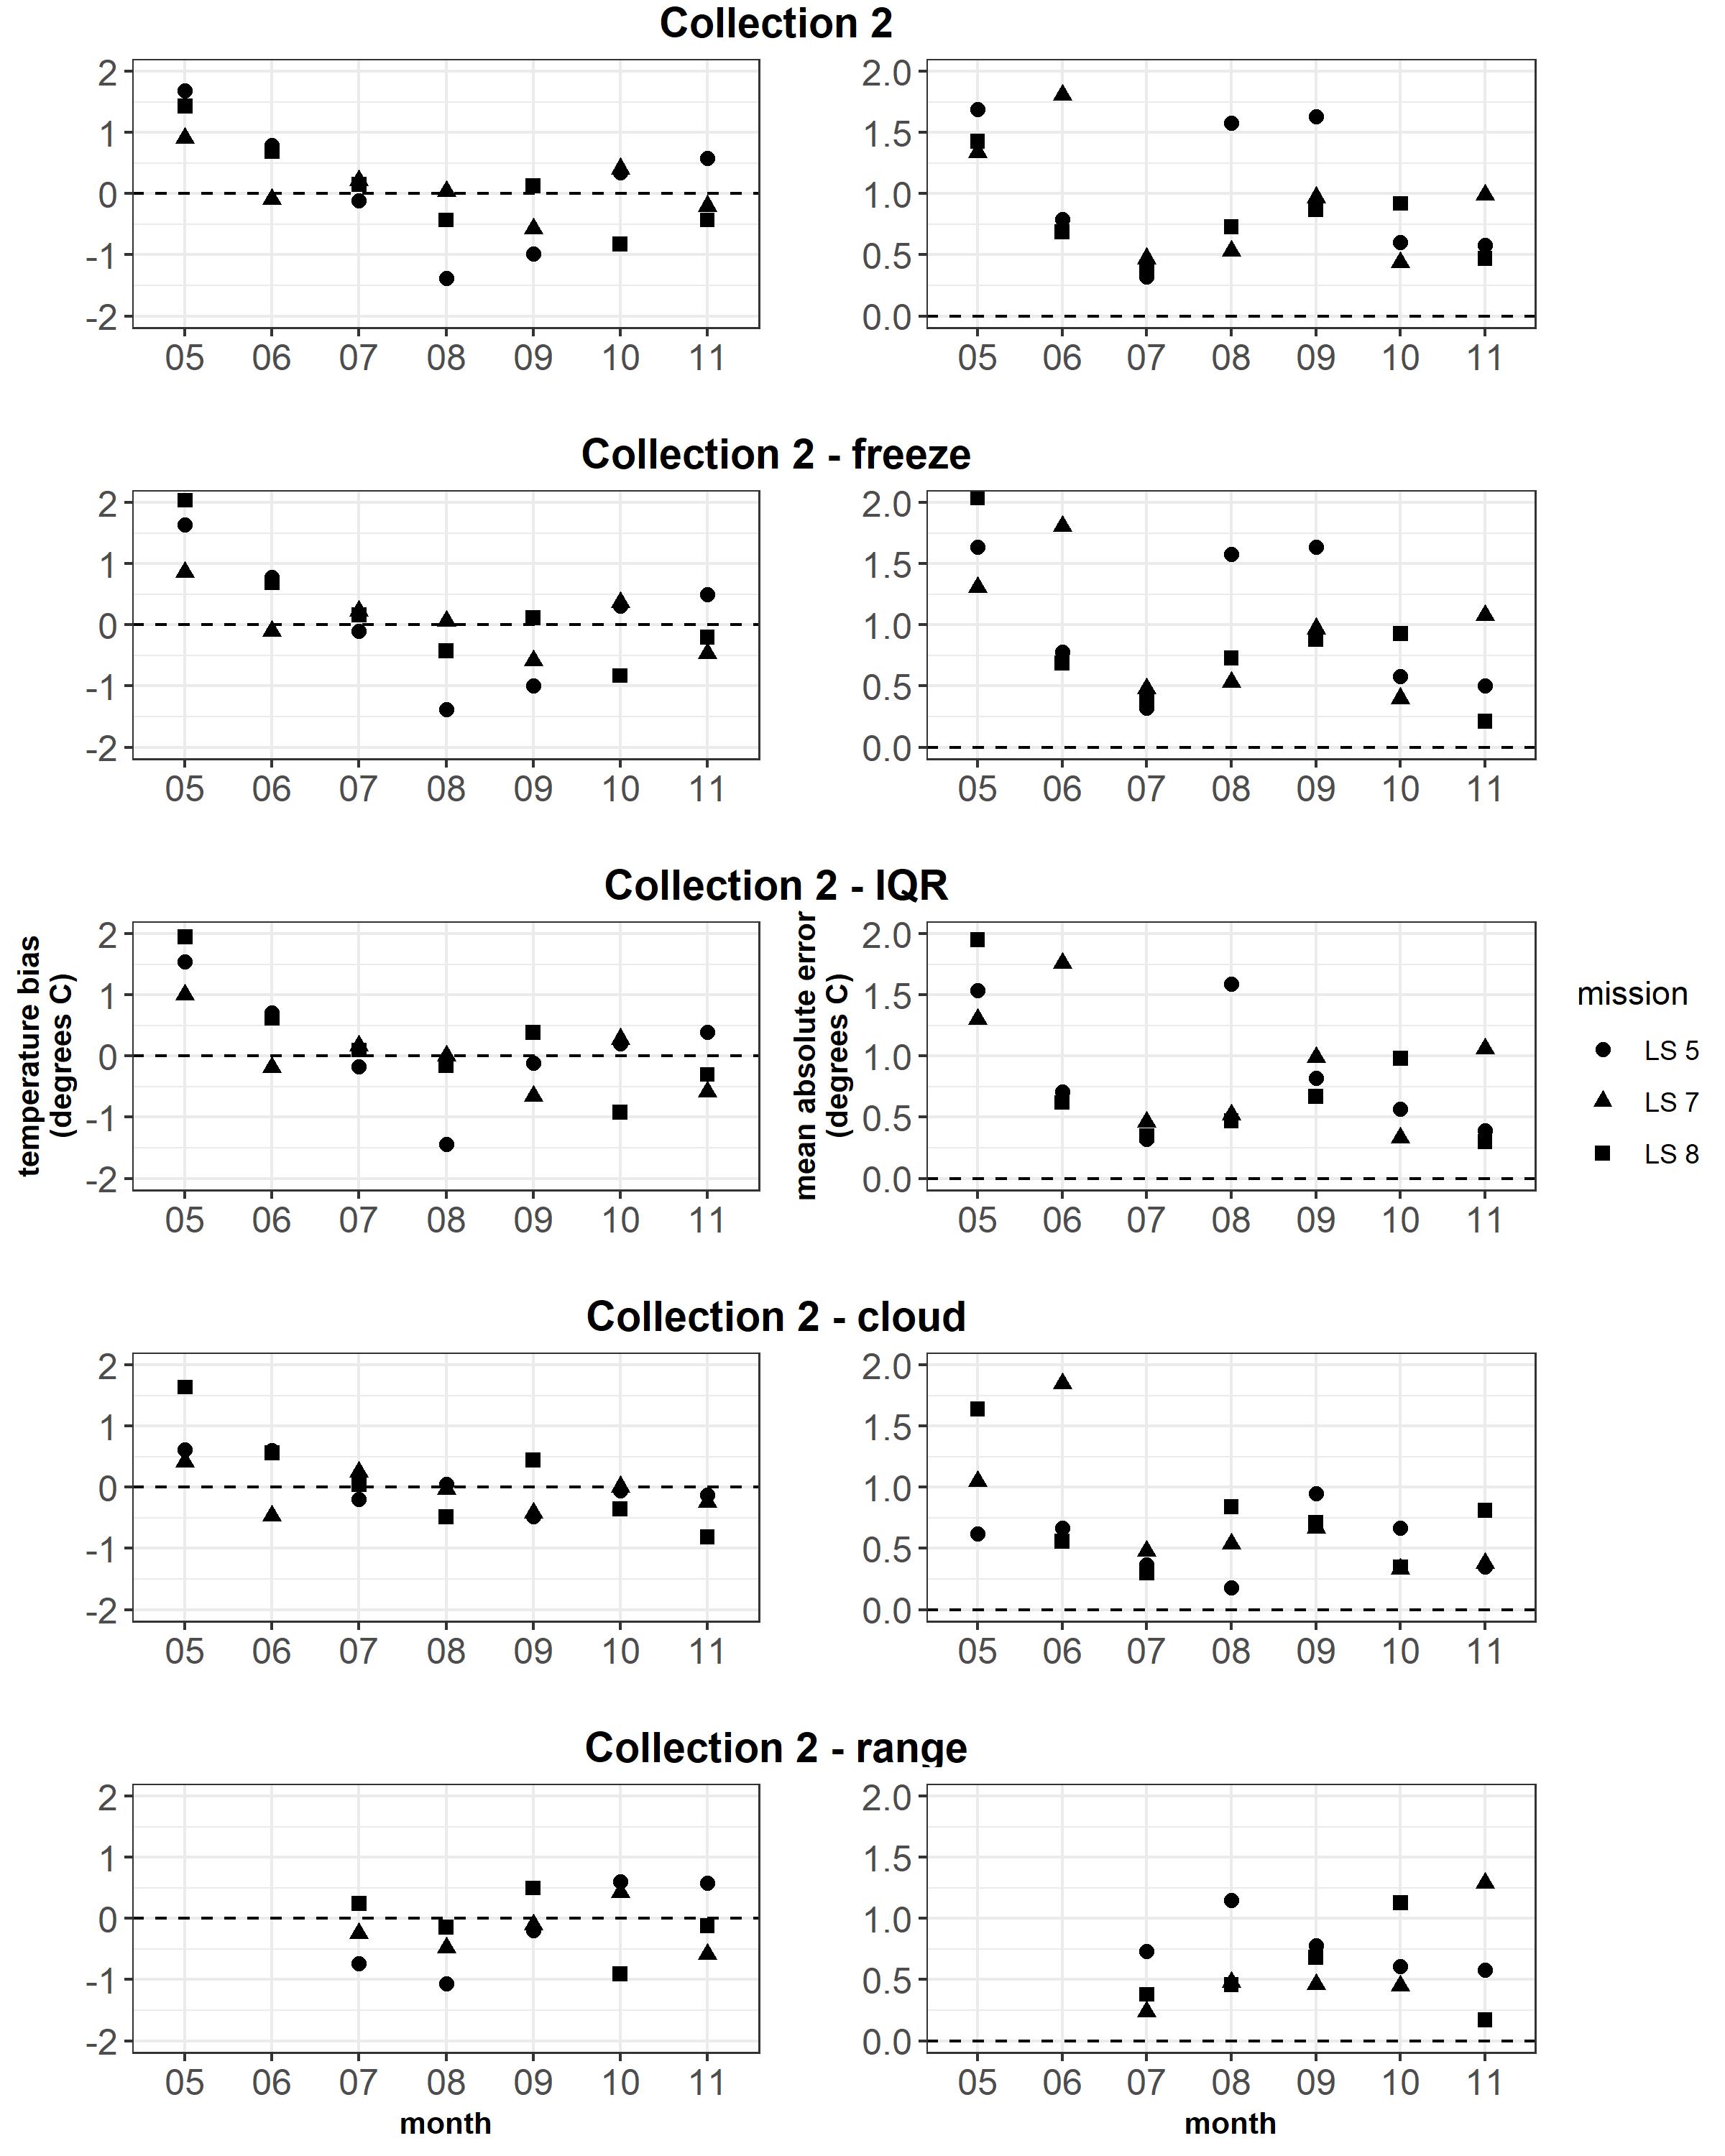 Collection 2
2
1
0
-1
-2
05 06 07 08 09 10 11
2.0
1.5
1.0
0.5
0.0
05 06 07 08 09 10 11
Collection 2 - freeze
2
1
0
-1
-2
05 06 07 08 09 10 11
2.0
1.5
1.0
0.5
0.0
05 06 07 08 09 10 11
Collection 2 - IQR
temperature bias
(degrees C)
2
1
0
-1
-2
05 06 07 08 09 10 11
mean absolute error
(degrees C)
2.0
1.5
1.0
0.5
0.0
05 06 07 08 09 10 11
mission
LS 5
LS 7
LS 8
Collection 2 - cloud
2
1
0
-1
-2
05 06 07 08 09 10 11
2.0
1.5
1.0
0.5
0.0
05 06 07 08 09 10 11
Collection 2 - range
2
1
0
-1
-2
05 06 07 08 09 10 11
month
2.0
1.5
1.0
0.5
0.0
05 06 07 08 09 10 11
month